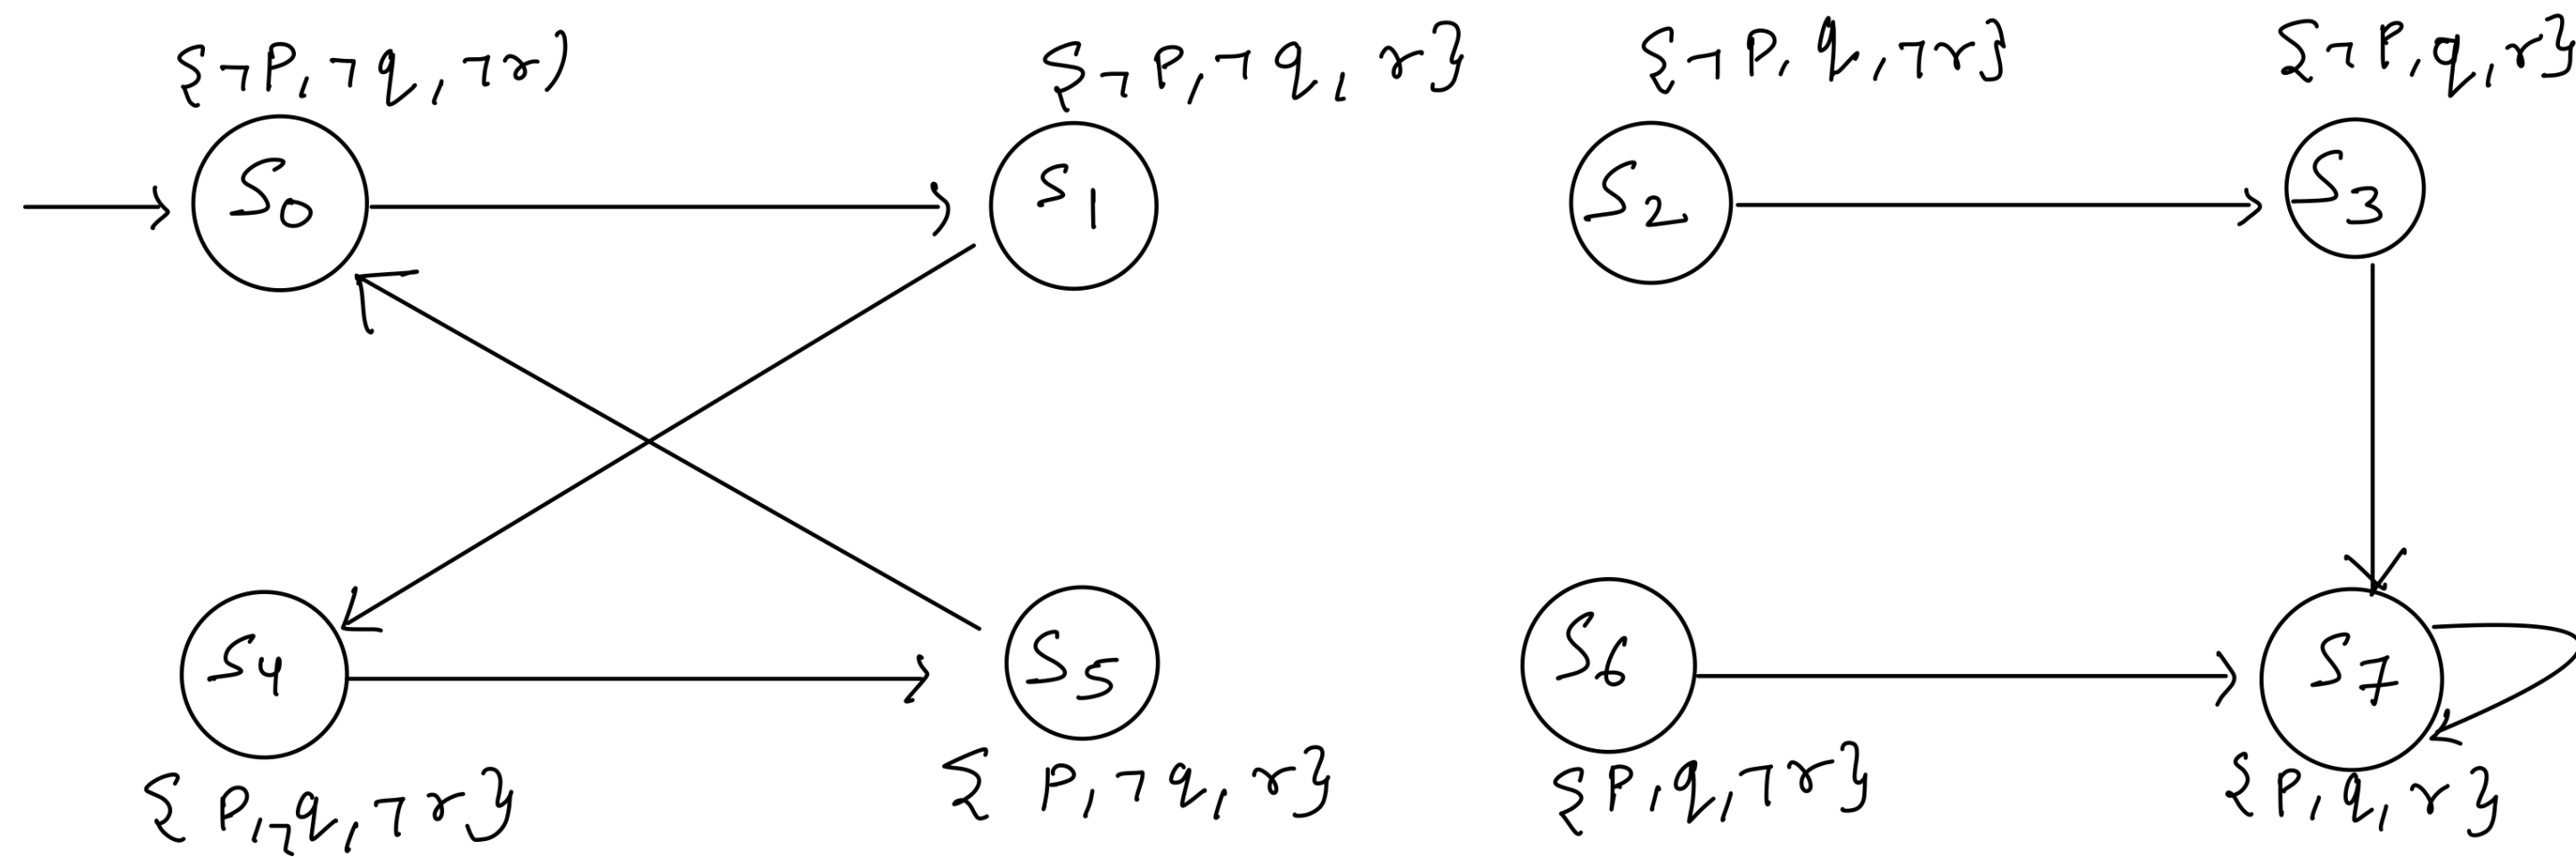 {¬P, ¬q, ¬r)
{¬P, ¬q, r}
{¬P, q, ¬r}
{¬P, q, r}
S0
S1
S2
S3
S4
S5
S6
S7
{P, ¬q, ¬r}
{P, ¬q, r}
{P, q, ¬r}
{P, q, r}